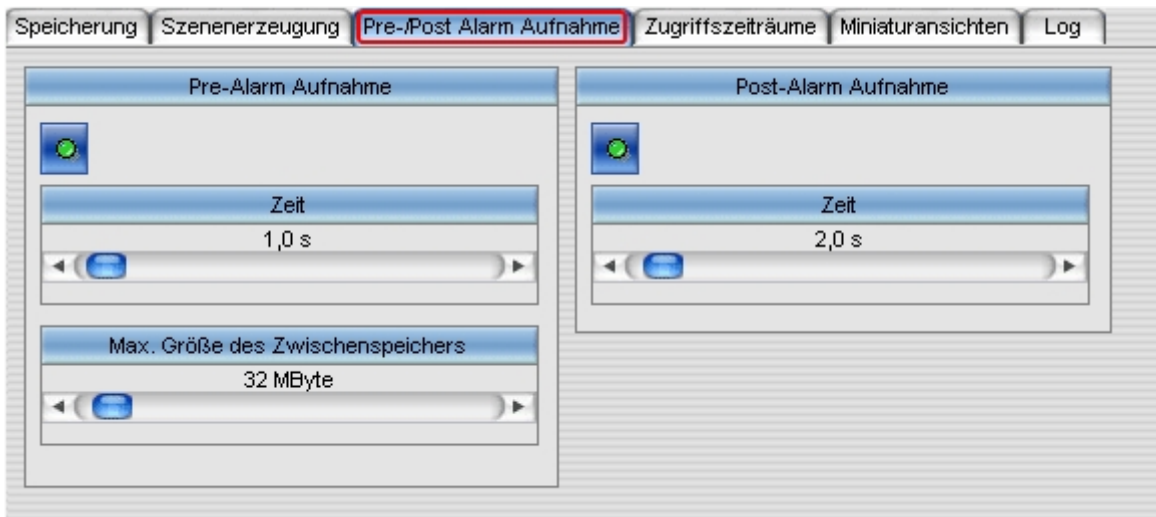 Speicherung Szenenerzeugung Pre-/Post Alarm Aufnahme Zugriffszeiträume Miniaturansichten Log
Pre-Alarm Aufnahme
Zeit
1,0 s
Max. Größe des Zwischenspeichers
32 MByte
Post-Alarm Aufnahme
Zeit
2,0 s